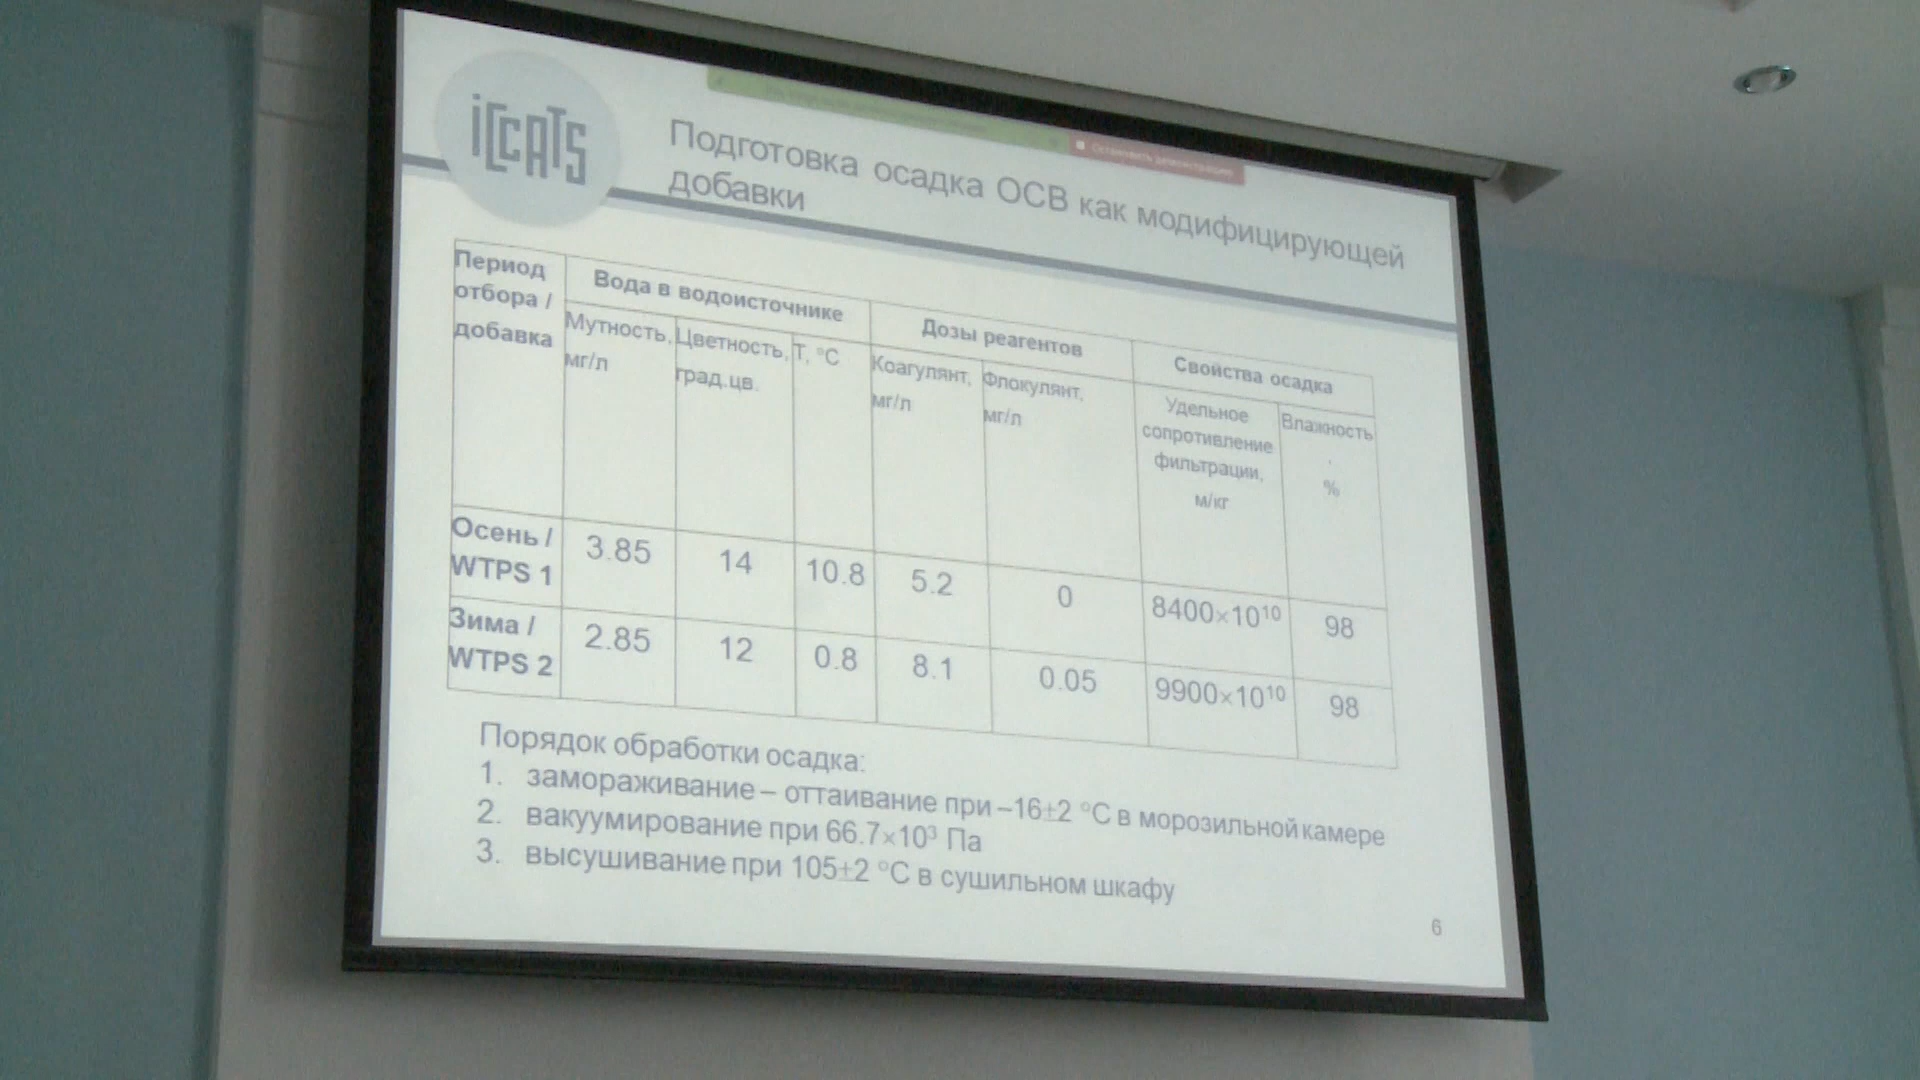 iCCATS
Остановить демонстрацию
Подготовка осадка ОСВ как модифицирующей
добавки
Период
отбора /
добавка
Вода в водоисточнике
Дозы реагентов
Свойства осадка
Мутность,
мг/л
Цветность,
град.цв.
Т, °С
Коагулянт,
мг/л
Флокулянт,
мг/л
Удельное
сопротивление
фильтрации,
м/кг
Влажность
,
%
Осень /
WTPS 1
3.85
14
10.8
5.2
0
8400×10¹⁰
98
Зима /
WTPS 2
2.85
12
0.8
8.1
0.05
9900×10¹⁰
98
Порядок обработки осадка:
1. замораживание – оттаивание при –16±2 °С в морозильной камере
2. вакуумирование при 66.7×10³ Па
3. высушивание при 105±2 °С в сушильном шкафу
6